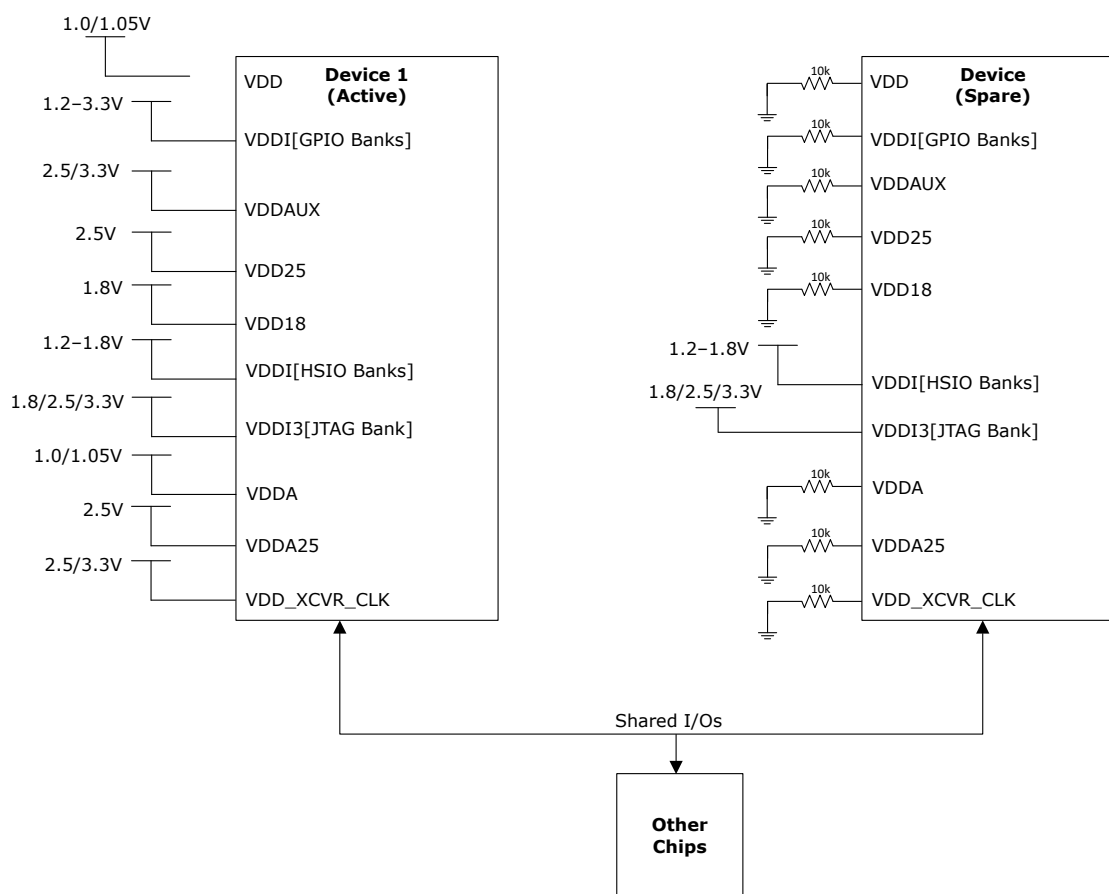 1.0/1.05V
VDD
Device 1
(Active)
1.2–3.3V
VDDI[GPIO Banks]
2.5/3.3V
VDDAUX
2.5V
VDD25
1.8V
VDD18
1.2–1.8V
VDDI[HSIO Banks]
1.8/2.5/3.3V
VDDI3[JTAG Bank]
1.0/1.05V
VDDA
2.5V
VDDA25
2.5/3.3V
VDD_XCVR_CLK
Device
(Spare)
10k
VDD
10k
VDDI[GPIO Banks]
10k
VDDAUX
10k
VDD25
10k
VDD18
1.2–1.8V
VDDI[HSIO Banks]
1.8/2.5/3.3V
VDDI3[JTAG Bank]
10k
VDDA
10k
VDDA25
10k
VDD_XCVR_CLK
Shared I/Os
Other
Chips